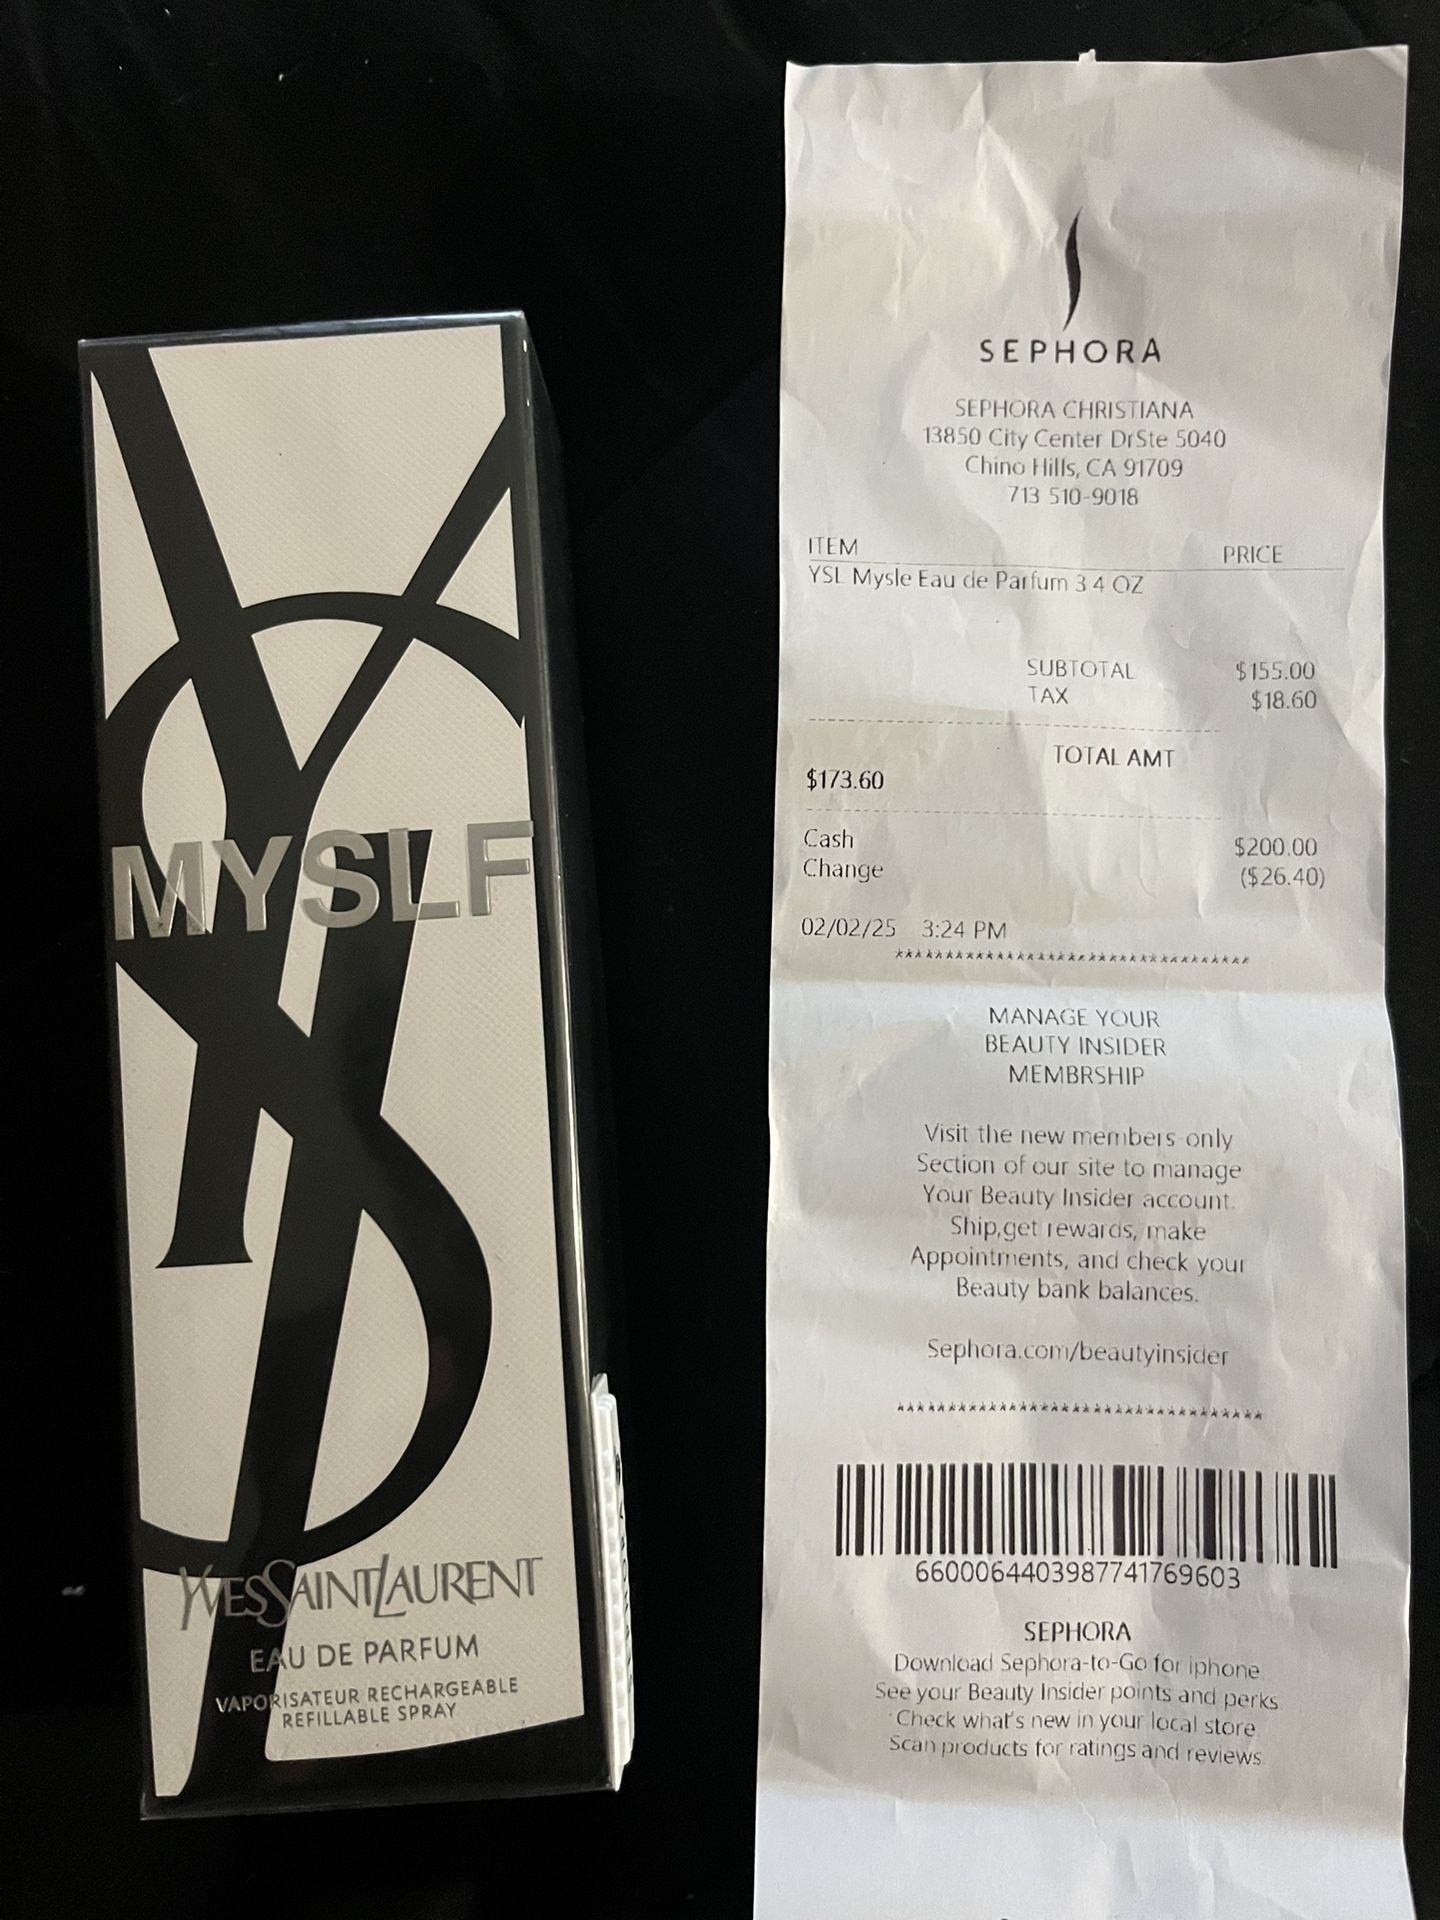 MYSLF
YVESSAINTLAURENT
EAU DE PARFUM
VAPORISATEUR RECHARGEABLE
REFILLABLE SPRAY
SEPHORA
SEPHORA CHRISTIANA
13850 City Center DrSte 5040
Chino Hills, CA 91709
713 510-9018
ITEM PRICE
YSL Mysle Eau de Parfum 3 4 OZ
SUBTOTAL $155.00
TAX $18.60
TOTAL AMT
$173.60
Cash $200.00
Change ($26.40)
02/02/25 3:24 PM
MANAGE YOUR
BEAUTY INSIDER
MEMBRSHIP
Visit the new members-only
Section of our site to manage
Your Beauty Insider account.
Ship,get rewards, make
Appointments, and check your
Beauty bank balances.
Sephora.com/beautyinsider
6600064403987741769603
SEPHORA
Download Sephora-to-Go for iphone
See your Beauty Insider points and perks
Check what's new in your local store
Scan products for ratings and reviews